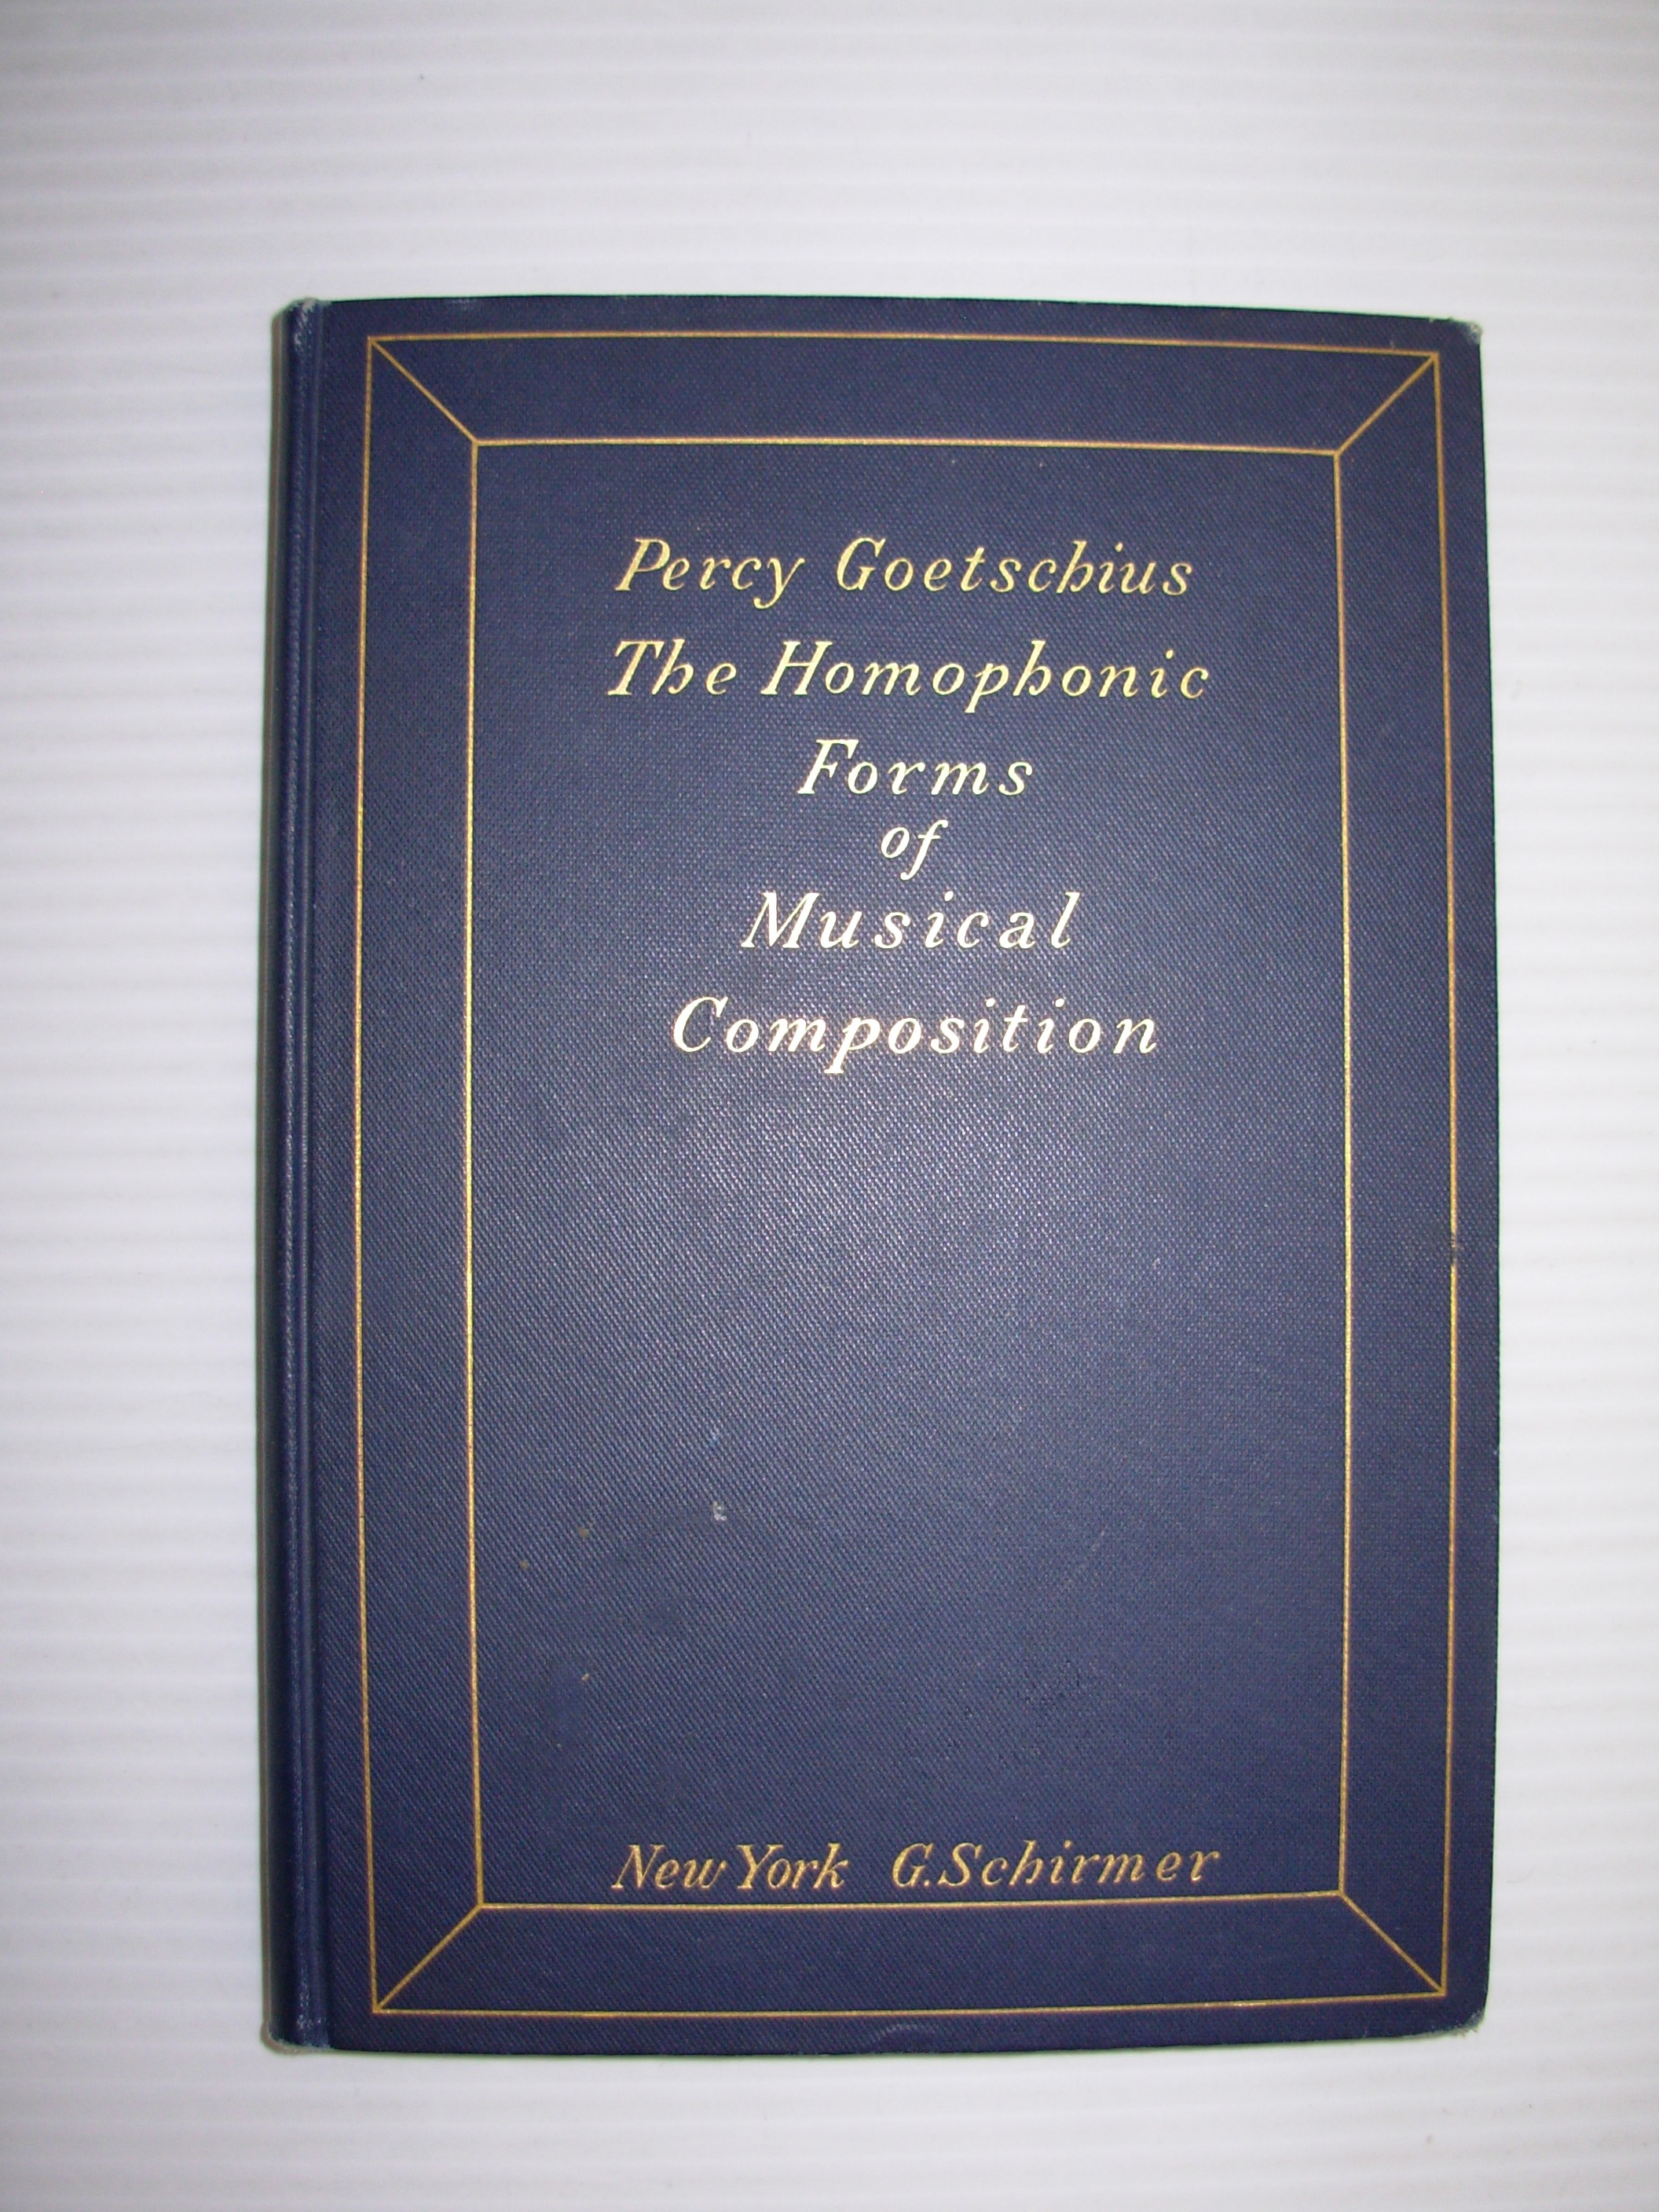 Percy Goetschius
The Homophonic
Forms
of
Musical
Composition
New York G. Schirmer